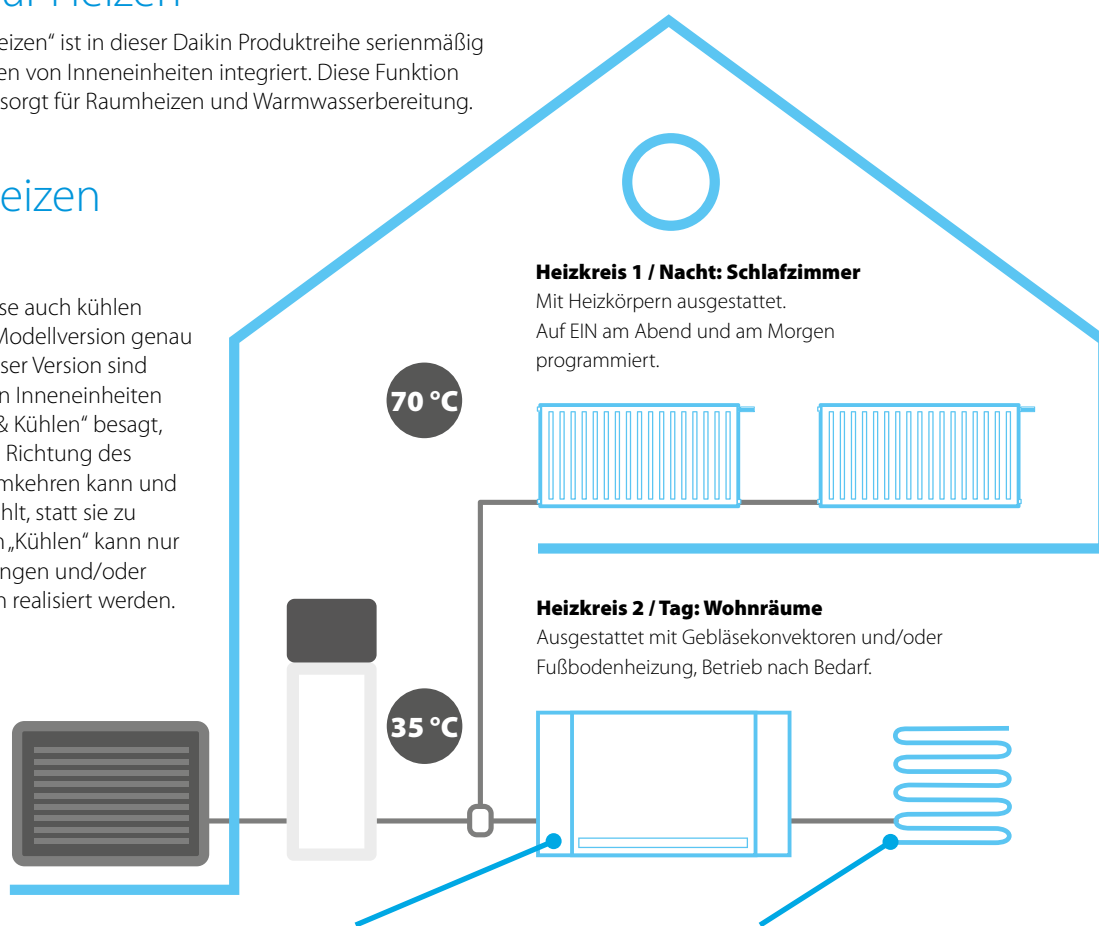 ur Heizen
eizen“ ist in dieser Daikin Produktreihe serienmäßig
en von Inneneinheiten integriert. Diese Funktion
sorgt für Raumheizen und Warmwasserbereitung.
eizen
se auch kühlen
Modellversion genau
ser Version sind
n Inneneinheiten
& Kühlen“ besagt,
Richtung des
mkehren kann und
hlt, statt sie zu
n „Kühlen“ kann nur
ngen und/oder
n realisiert werden.
Heizkreis 1 / Nacht: Schlafzimmer
Mit Heizkörpern ausgestattet.
Auf EIN am Abend und am Morgen
programmiert.
70 °C
Heizkreis 2 / Tag: Wohnräume
Ausgestattet mit Gebläsekonvektoren und/oder
Fußbodenheizung, Betrieb nach Bedarf.
35 °C